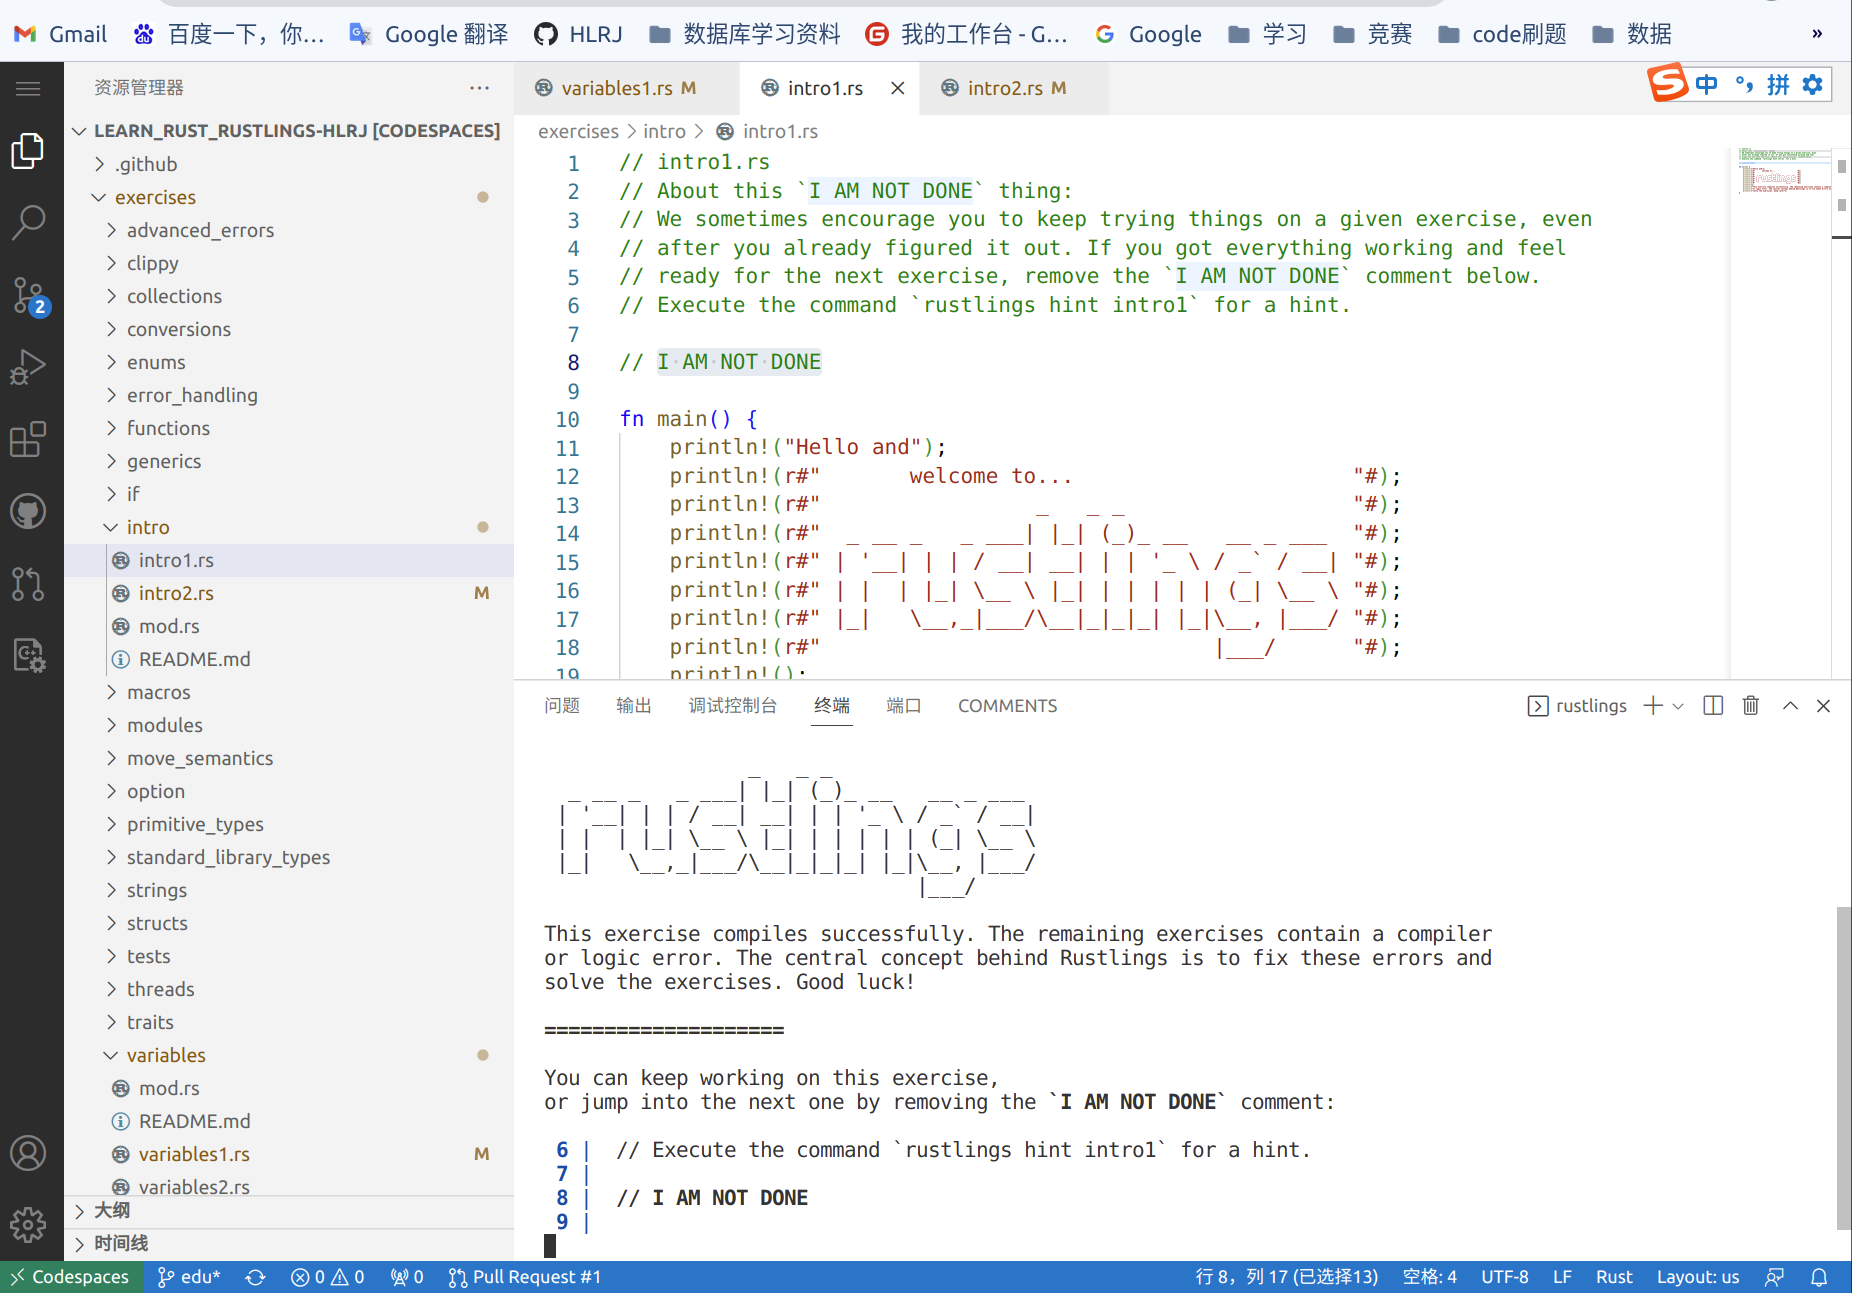 Gmail 百度一下，你... Google 翻译 HLRJ 数据库学习资料 我的工作台 - G... Google 学习 竞赛 code刷题 数据 »
资源管理器 ···
LEARN_RUST_RUSTLINGS-HLRJ [CODESPACES]
.github
exercises
advanced_errors
clippy
collections
2
conversions
enums
error_handling
functions
generics
if
intro
intro1.rs
intro2.rs M
mod.rs
README.md
macros
modules
move_semantics
option
primitive_types
standard_library_types
strings
structs
tests
threads
traits
variables
mod.rs
README.md
variables1.rs M
variables2.rs
大纲
时间线
variables1.rs M intro1.rs intro2.rs M
中 °, 拼
exercises > intro > intro1.rs
1 // intro1.rs
2 // About this `I AM NOT DONE` thing:
3 // We sometimes encourage you to keep trying things on a given exercise, even
4 // after you already figured it out. If you got everything working and feel
5 // ready for the next exercise, remove the `I AM NOT DONE` comment below.
6 // Execute the command `rustlings hint intro1` for a hint.
7
8 // I·AM·NOT·DONE
9
10 fn main() {
11     println!("Hello and");
12     println!(r#"       welcome to...                      "#);
13     println!(r#"                 _   _ _                  "#);
14     println!(r#"  _ __ _   _ ___| |_| (_)_ __   __ _ ___  "#);
15     println!(r#" | '__| | | / __| __| | | '_ \ / _` / __| "#);
16     println!(r#" | |  | |_| \__ \ |_| | | | | | (_| \__ \ "#);
17     println!(r#" |_|   \__,_|___/\__|_|_|_| |_|\__, |___/ "#);
18     println!(r#"                               |___/      "#);
19     println!();
问题 输出 调试控制台 终端 端口 COMMENTS rustlings
                 _   _ _
  _ __ _   _ ___| |_| (_)_ __   __ _ ___
 | '__| | | / __| __| | | '_ \ / _` / __|
 | |  | |_| \__ \ |_| | | | | | (_| \__ \
 |_|   \__,_|___/\__|_|_|_| |_|\__, |___/
                               |___/
This exercise compiles successfully. The remaining exercises contain a compiler
or logic error. The central concept behind Rustlings is to fix these errors and
solve the exercises. Good luck!
====================
You can keep working on this exercise,
or jump into the next one by removing the `I AM NOT DONE` comment:
6 |  // Execute the command `rustlings hint intro1` for a hint.
7 |
8 |  // I AM NOT DONE
9 |
Codespaces edu* 0 0 0 Pull Request #1 行 8，列 17 (已选择13) 空格: 4 UTF-8 LF Rust Layout: us